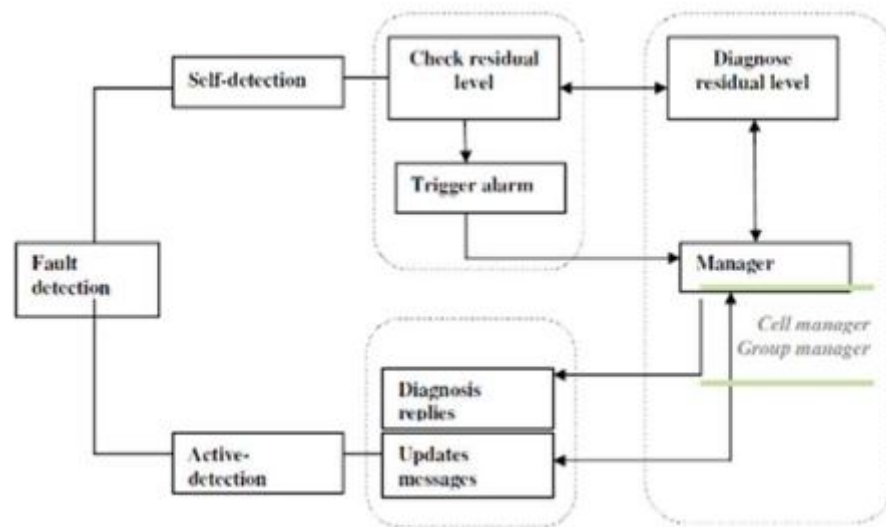 Check residual
level
Diagnose
residual level
Self-detection
Trigger alarm
Fault
detection
Manager
Cell manager
Group manager
Diagnosis
replies
Active-
detection
Updates
messages